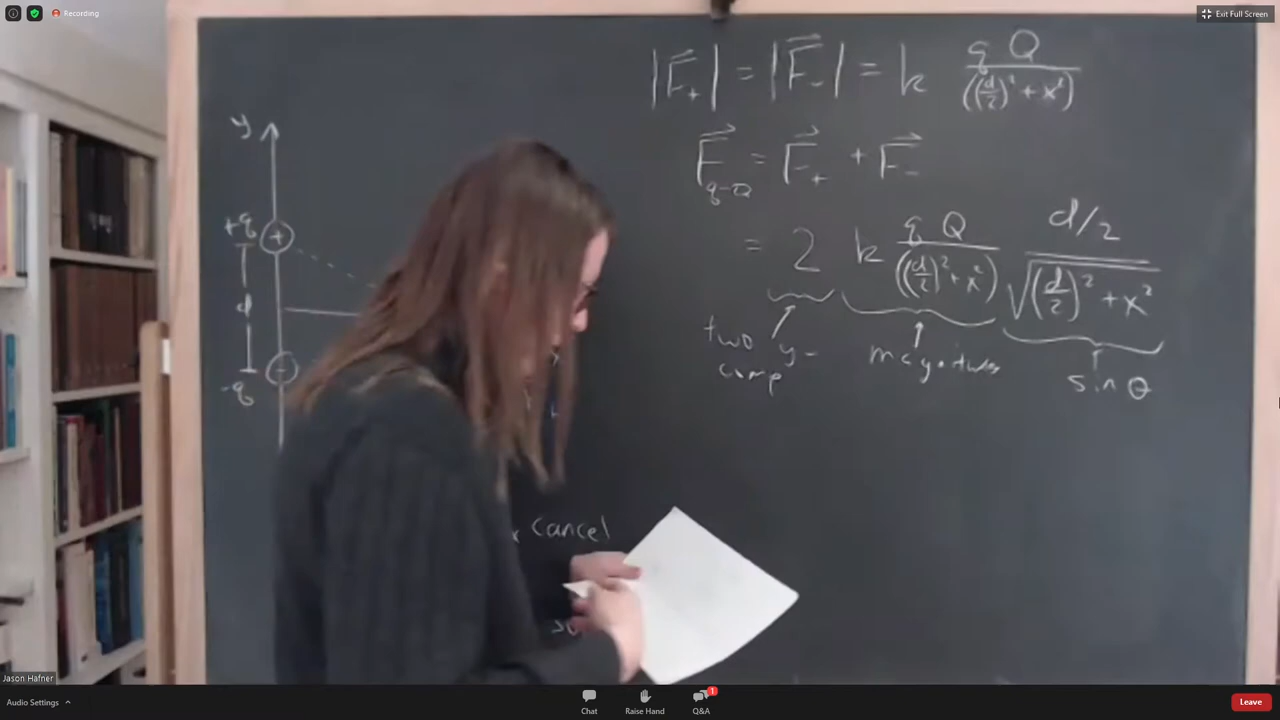 Recording
Exit Full Screen
|F⃗₊| = |F⃗₋| = k qQ/((d/2)² + x²)
F⃗q-Q = F⃗₊ + F⃗₋
= 2 k qQ/((d/2)² + x²) d/2/√((d/2)² + x²)
two y-comp
magnitudes
sin θ
y
+q
+
d
-
-q
cancel
Jason Hafner
Audio Settings
Chat
Raise Hand
Q&A
1
Leave